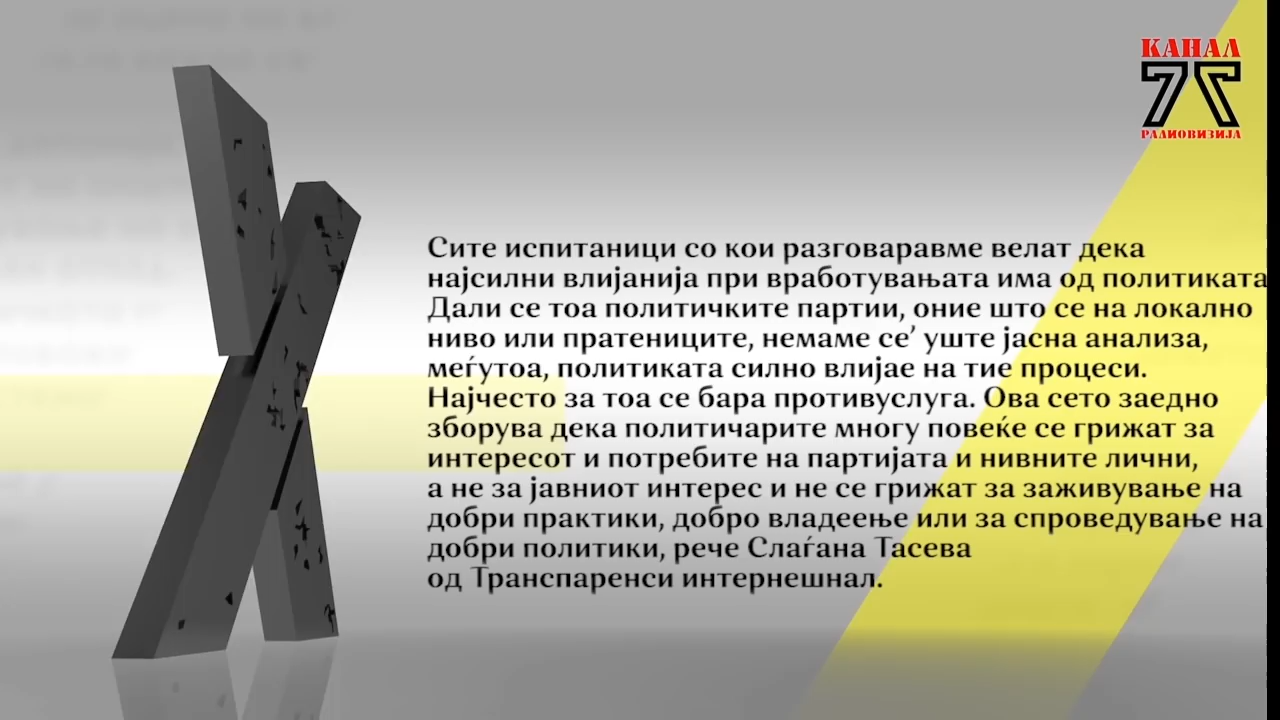 КАНАЛ
77
РАДИОВИЗИЈА
Сите испитаници со кои разговаравме велат дека
најсилни влијанија при вработувањата има од политиката
Дали се тоа политичките партии, оние што се на локално
ниво или пратениците, немаме се’ уште јасна анализа,
меѓутоа, политиката силно влијае на тие процеси.
Најчесто за тоа се бара противуслуга. Ова сето заедно
зборува дека политичарите многу повеќе се грижат за
интересот и потребите на партијата и нивните лични,
а не за јавниот интерес и не се грижат за заживување на
добри практики, добро владеење или за спроведување на
добри политики, рече Слаѓана Тасева
од Транспаренси интернешнал.